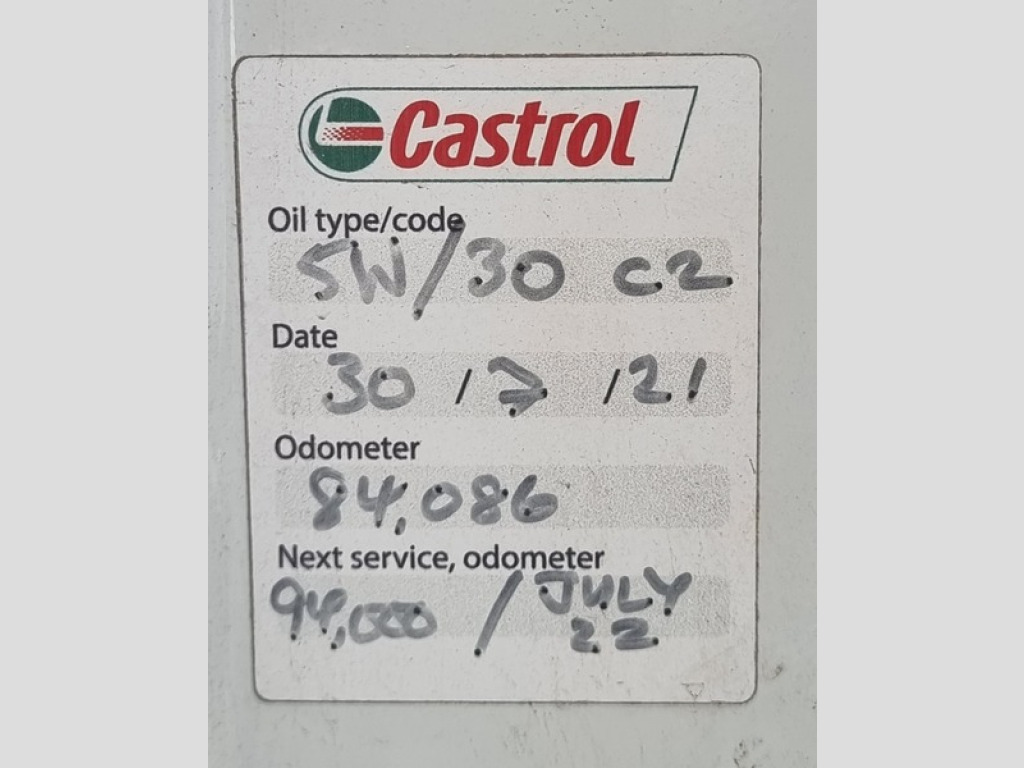 Castrol
Oil type/code
5W/30 C2
Date
30 / 7 / 21
Odometer
84,086
Next service, odometer
94,000 / JULY
22